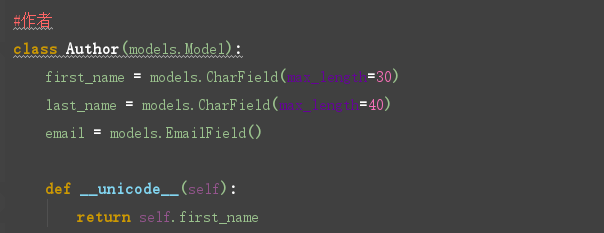 #作者
class Author(models.Model):
    first_name = models.CharField(max_length=30)
    last_name = models.CharField(max_length=40)
    email = models.EmailField()
    def __unicode__(self):
        return self.first_name